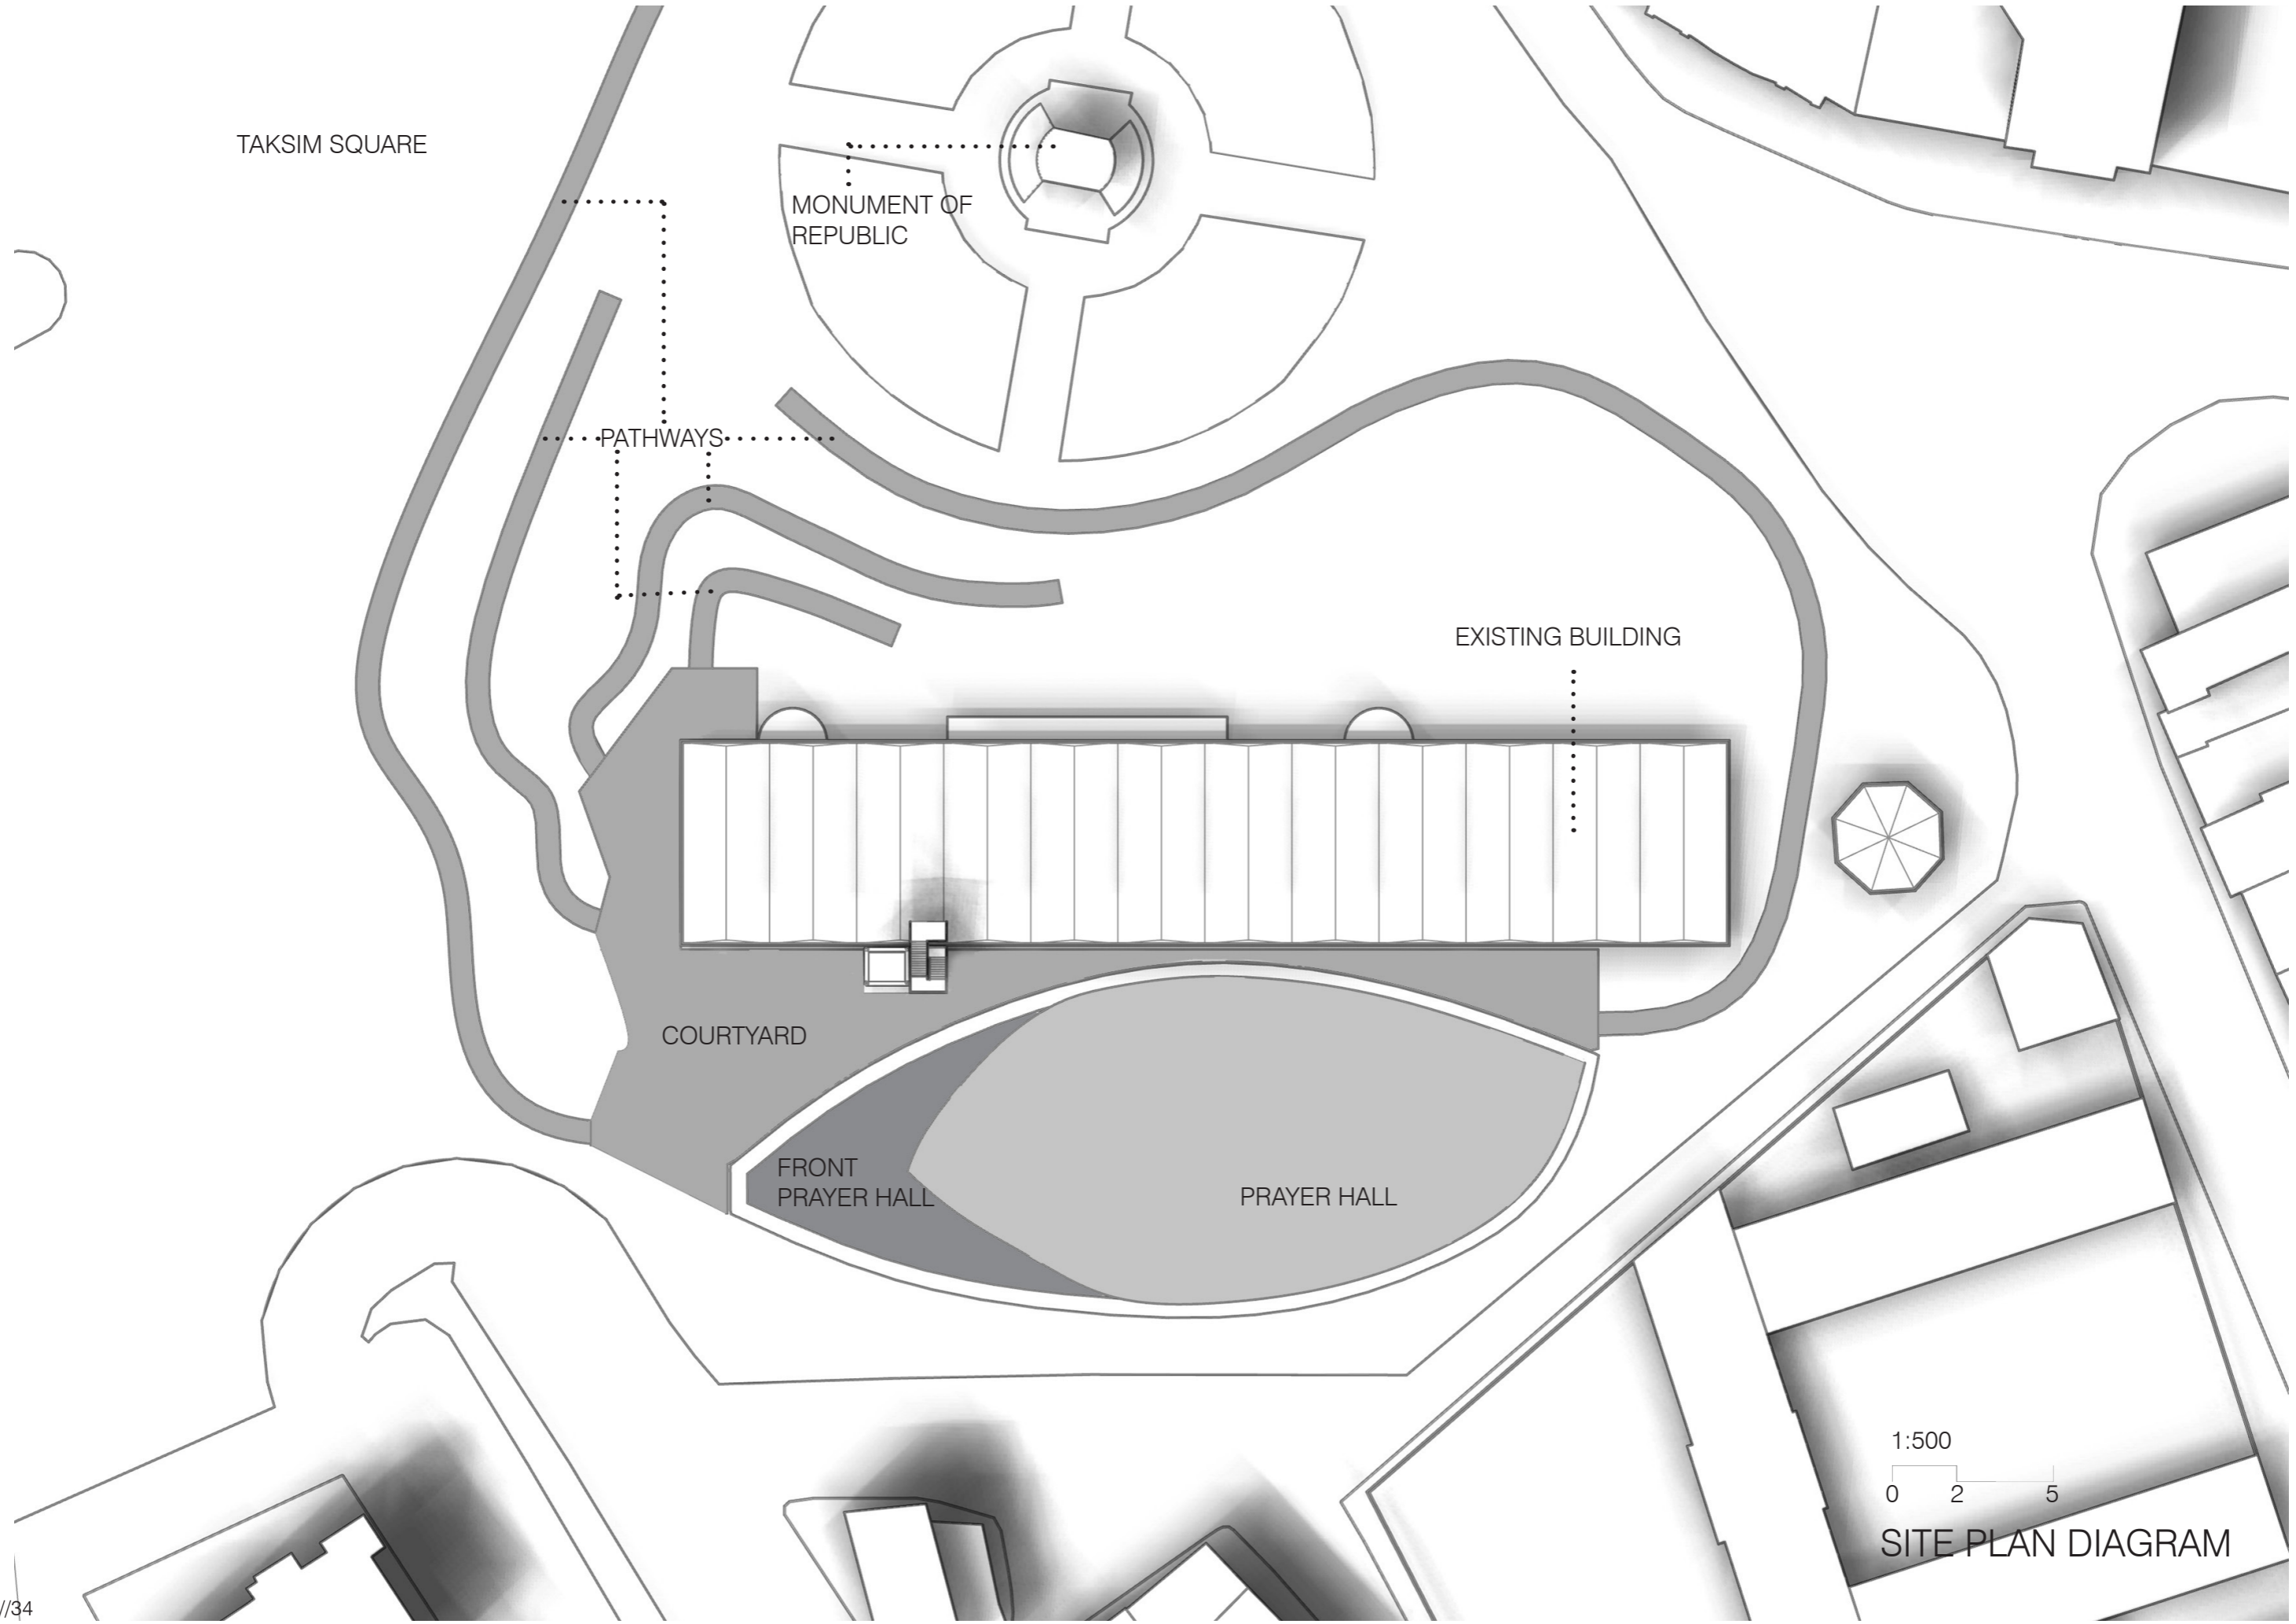 TAKSIM SQUARE
MONUMENT OF
REPUBLIC
PATHWAYS
EXISTING BUILDING
COURTYARD
FRONT
PRAYER HALL
PRAYER HALL
1:500
0 2 5
SITE PLAN DIAGRAM
//34